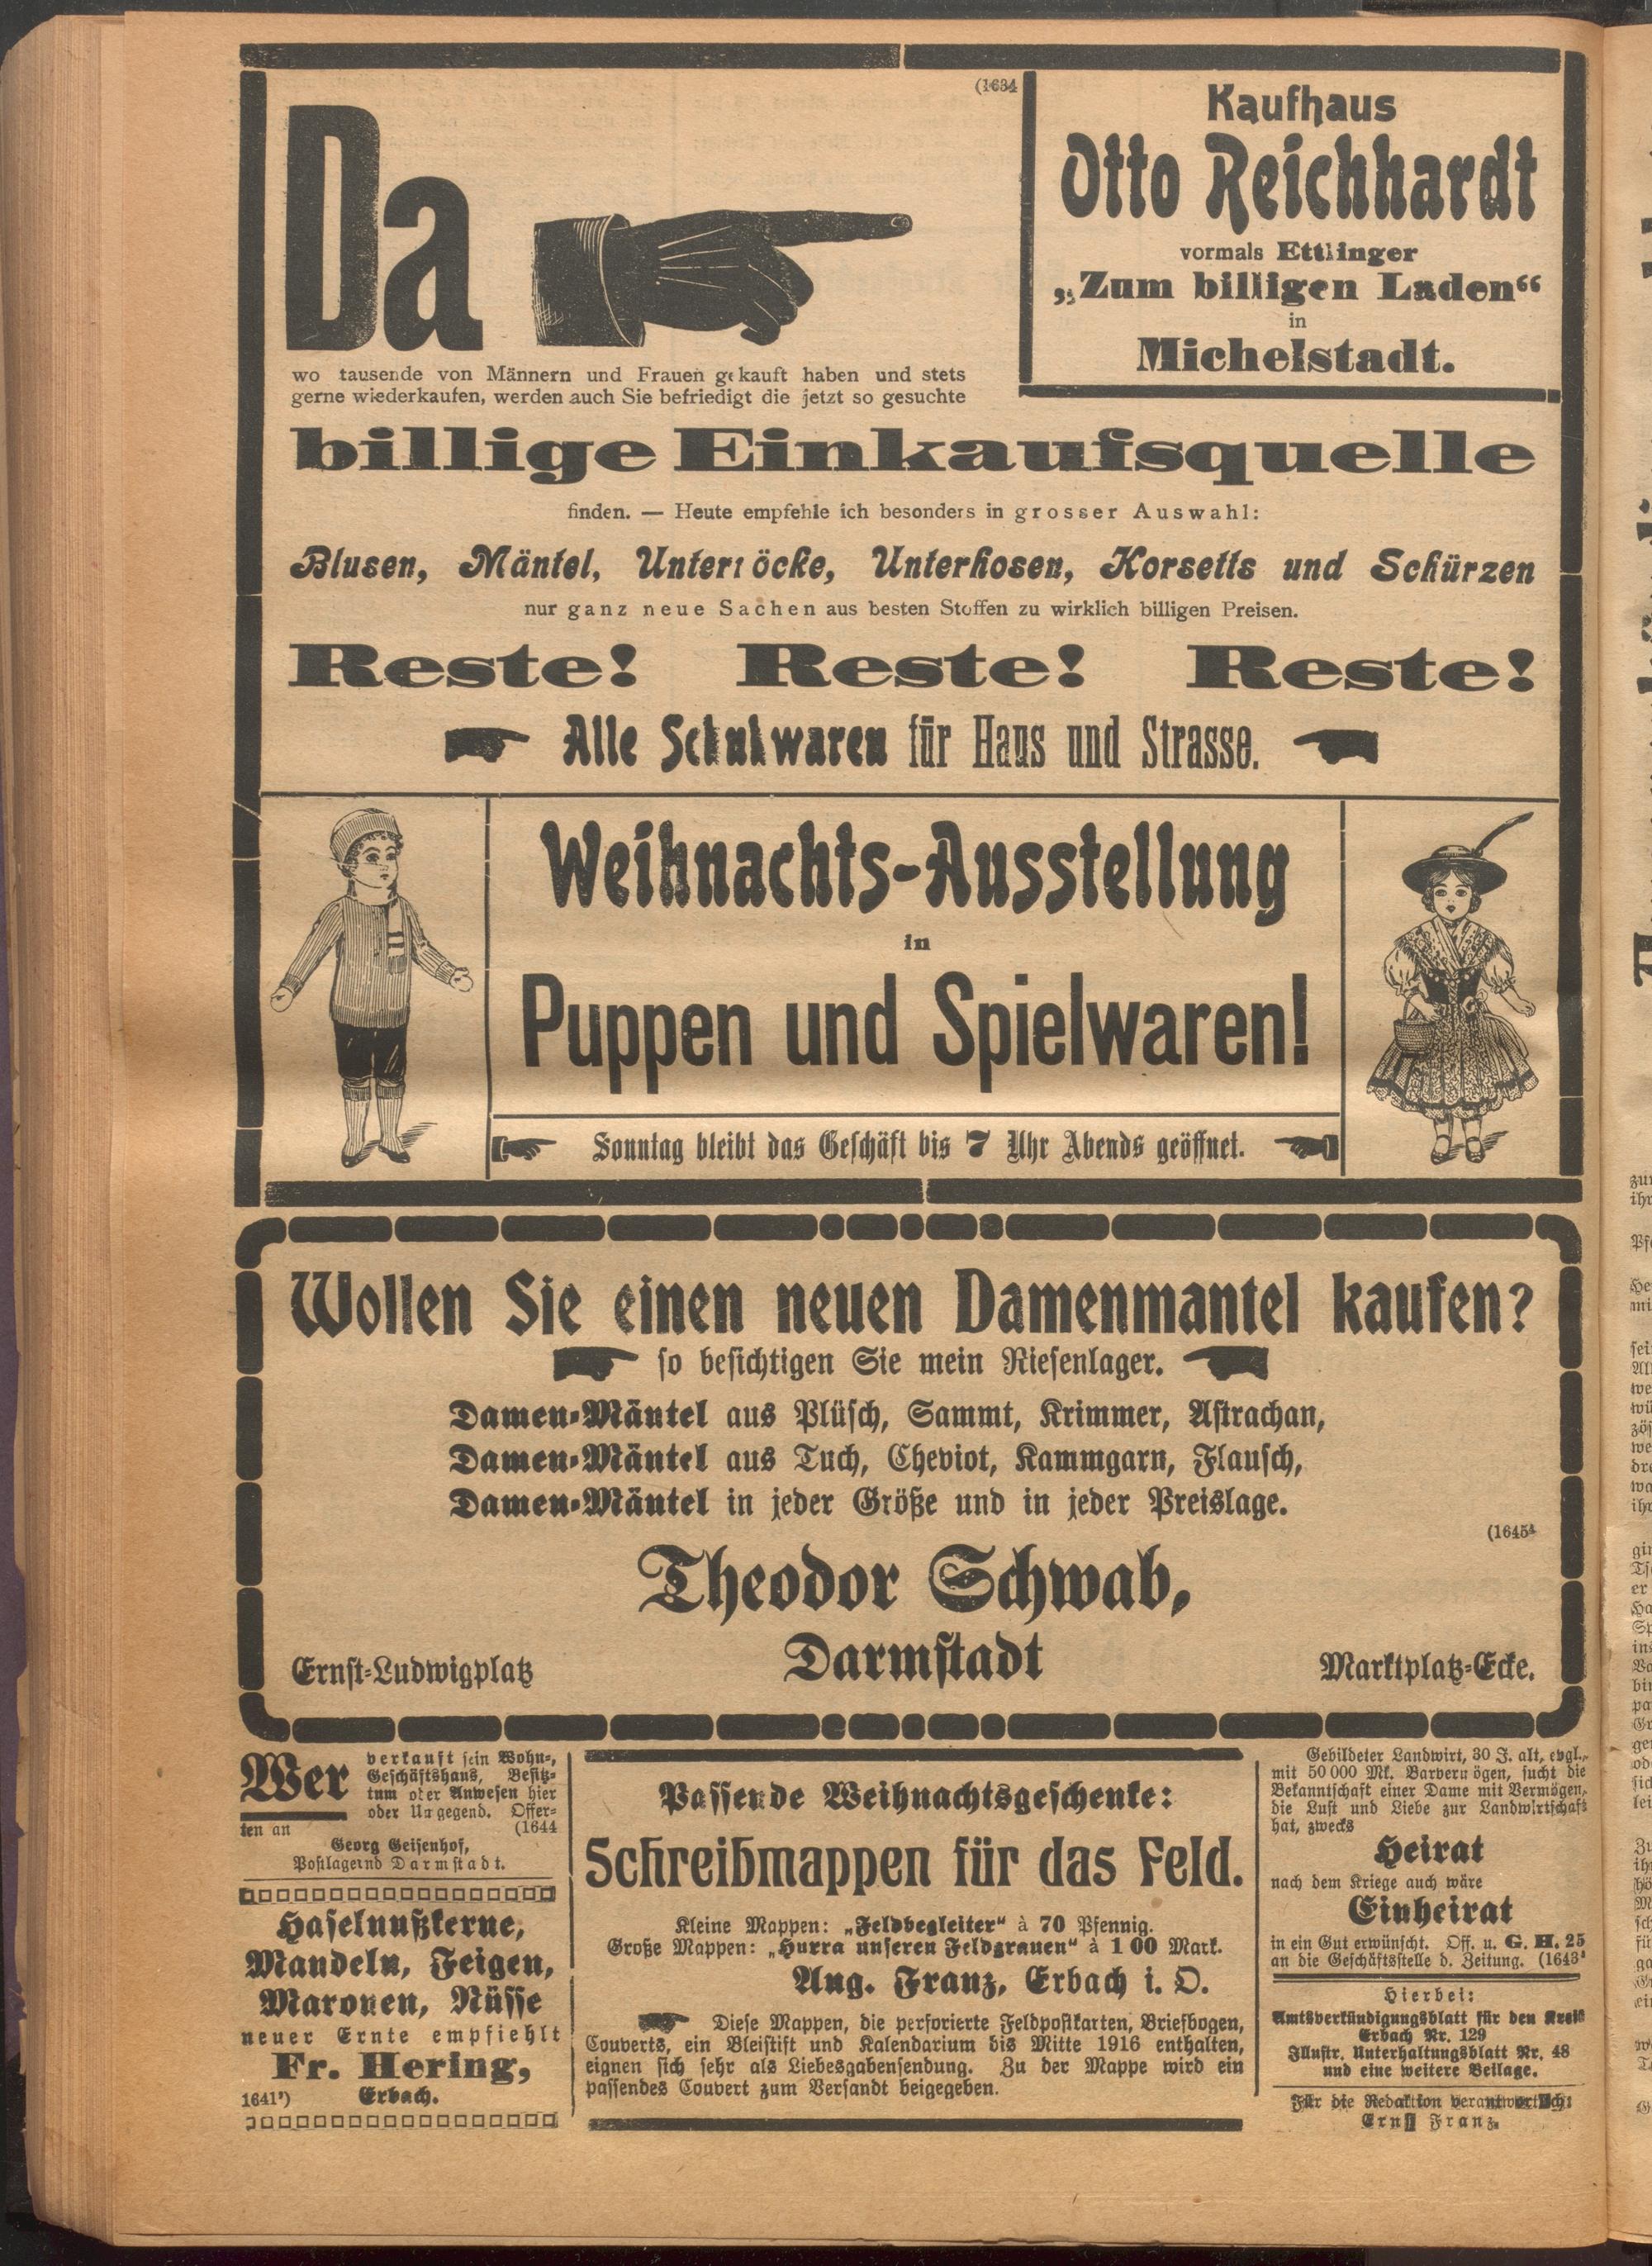 (1634
Da
Kaufhaus
Otto Reichhardt
vormals Ettlinger
„Zum billigen Laden“
in
Michelstadt.
wo tausende von Männern und Frauen gekauft haben und stets
gerne wiederkaufen, werden auch Sie befriedigt die jetzt so gesuchte
billige Einkaufsquelle
finden. — Heute empfehle ich besonders in grosser Auswahl:
Blusen, Mäntel, Unterröcke, Unterhosen, Korsetts und Schürzen
nur ganz neue Sachen aus besten Stoffen zu wirklich billigen Preisen.
Reste! Reste! Reste!
Alle Schuhwaren für Haus und Strasse.
Weihnachts-Ausstellung
in
Puppen und Spielwaren!
Sonntag bleibt das Geschäft bis 7 Uhr Abends geöffnet.
Wollen Sie einen neuen Damenmantel kaufen?
so besichtigen Sie mein Riesenlager.
Damen-Mäntel aus Plüsch, Sammt, Krimmer, Astrachan,
Damen-Mäntel aus Tuch, Cheviot, Kammgarn, Flausch,
Damen-Mäntel in jeder Größe und in jeder Preislage.
(1645⁴
Theodor Schwab,
Darmstadt
Ernst-Ludwigplatz
Marktplatz-Ecke.
Wer verkauft sein Wohn-,
Geschäftshaus, Besitz-
tum oder Anwesen hier
oder Umgegend. Offer-
ten an (1644
Georg Geisenhof,
Postlagernd Darmstadt.
Haselnußkerne,
Mandeln, Feigen,
Maronen, Nüsse
neuer Ernte empfiehlt
Fr. Hering,
1641²) Erbach.
Passende Weihnachtsgeschenke:
Schreibmappen für das Feld.
Kleine Mappen: „Feldbegleiter“ à 70 Pfennig.
Große Mappen: „Hurra unseren Feldgrauen“ à 1 00 Mark.
Aug. Franz, Erbach i. O.
Diese Mappen, die perforierte Feldpostkarten, Briefbogen,
Couverts, ein Bleistift und Kalendarium bis Mitte 1916 enthalten,
eignen sich sehr als Liebesgabensendung. Zu der Mappe wird ein
passendes Couvert zum Versandt beigegeben.
Gebildeter Landwirt, 30 J. alt, evgl.,
mit 50 000 Mk. Barvermögen, sucht die
Bekanntschaft einer Dame mit Vermögen,
die Lust und Liebe zur Landwirtschaft
hat, zwecks
Heirat
nach dem Kriege auch wäre
Einheirat
in ein Gut erwünscht. Off. u. G. H. 25
an die Geschäftsstelle d. Zeitung. (1643²
Hierbei:
Amtsverkündigungsblatt für den Kreis
Erbach Nr. 129
Illustr. Unterhaltungsblatt Nr. 48
und eine weitere Beilage.
Für die Redaktion verantwortlich:
Ernst Franz.